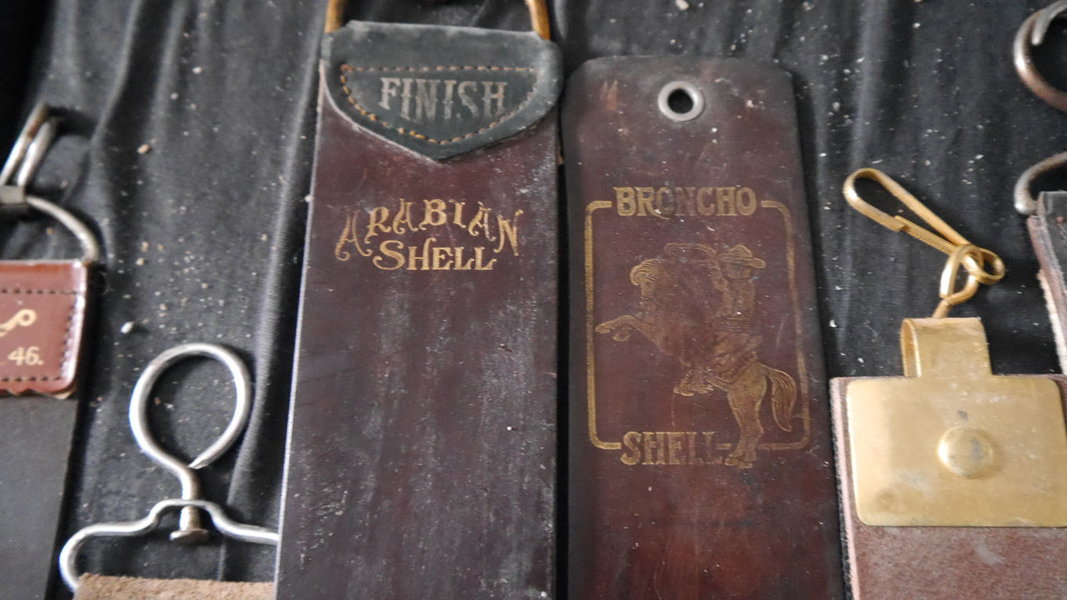 FINISH
ARABIAN
SHELL
BRONCHO
SHELL
46.